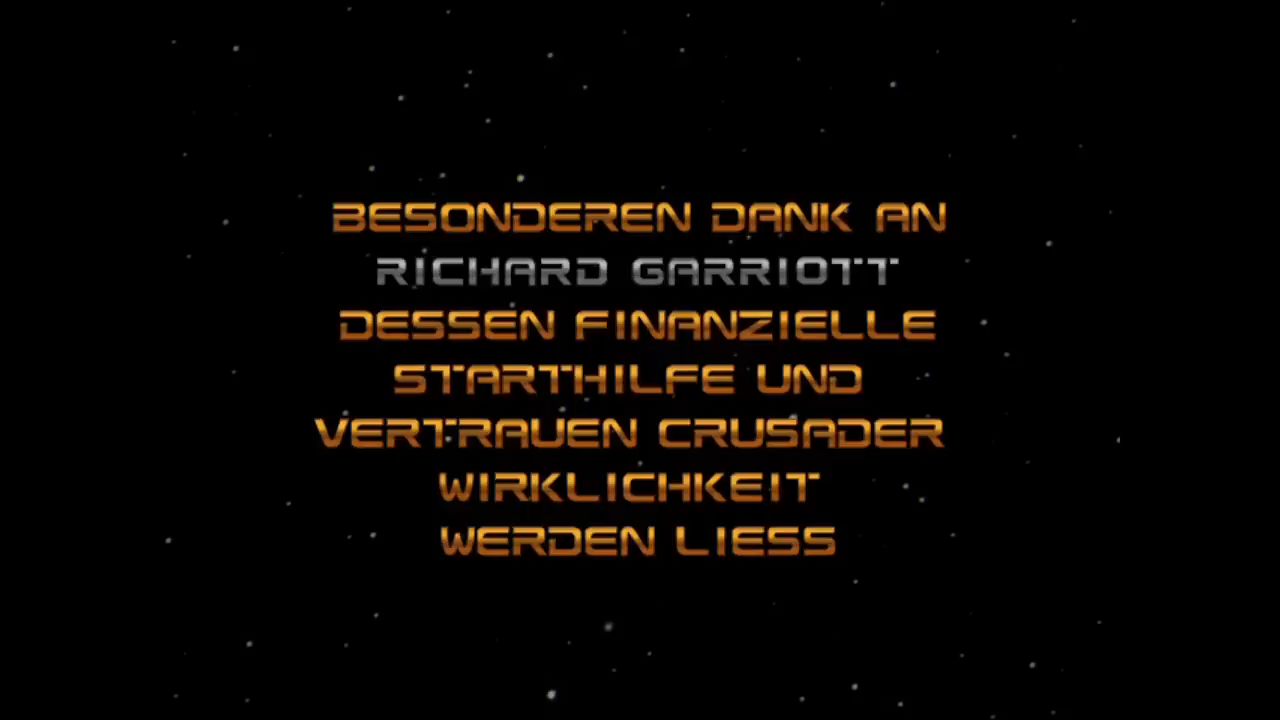 BESONDEREN DANK AN
RICHARD GARRIOTT
DESSEN FINANZIELLE
STARTHILFE UND
VERTRAUEN CRUSADER
WIRKLICHKEIT
WERDEN LIESS